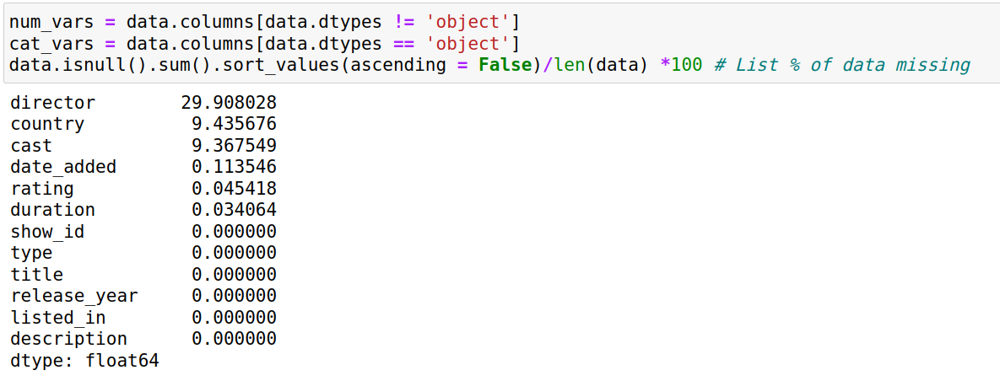 num_vars = data.columns[data.dtypes != 'object']
cat_vars = data.columns[data.dtypes == 'object']
data.isnull().sum().sort_values(ascending = False)/len(data) *100 # List % of data missing
director        29.908028
country          9.435676
cast             9.367549
date_added       0.113546
rating           0.045418
duration         0.034064
show_id          0.000000
type             0.000000
title            0.000000
release_year     0.000000
listed_in        0.000000
description      0.000000
dtype: float64